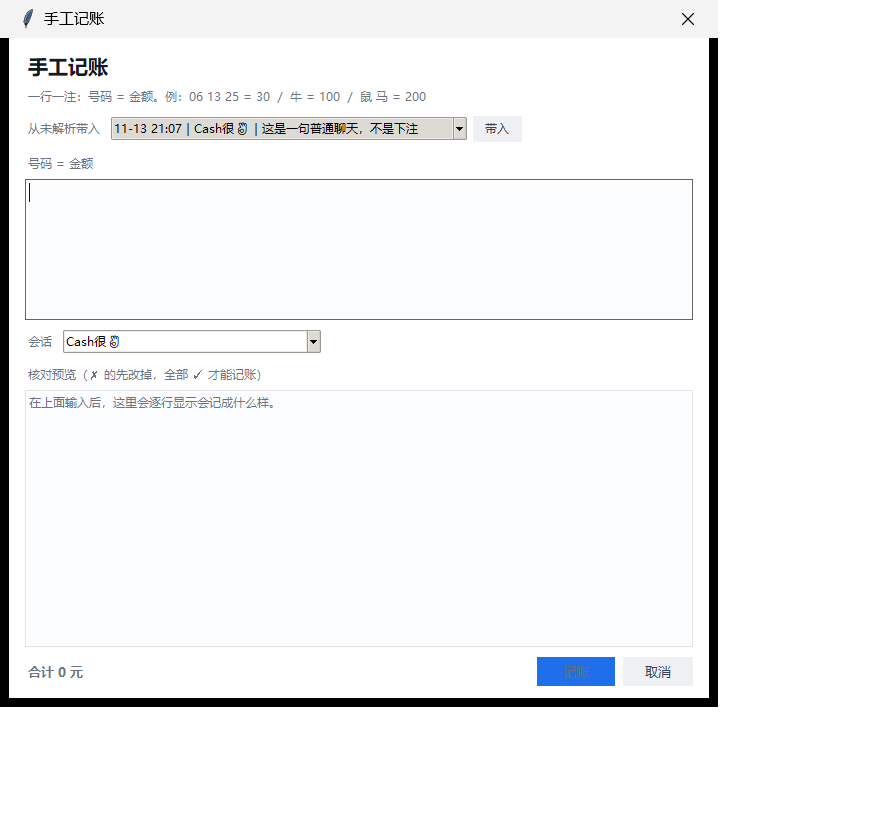 手工记账
手工记账
一行一注：号码 = 金额。例：06 13 25 = 30 / 牛 = 100 / 鼠 马 = 200
从未解析带入 11-13 21:07 | Cash很👌 | 这是一句普通聊天，不是下注 带入
号码 = 金额
会话 Cash很👌
核对预览（✗ 的先改掉，全部 ✓ 才能记账）
在上面输入后，这里会逐行显示会记成什么样。
合计 0 元 记账 取消